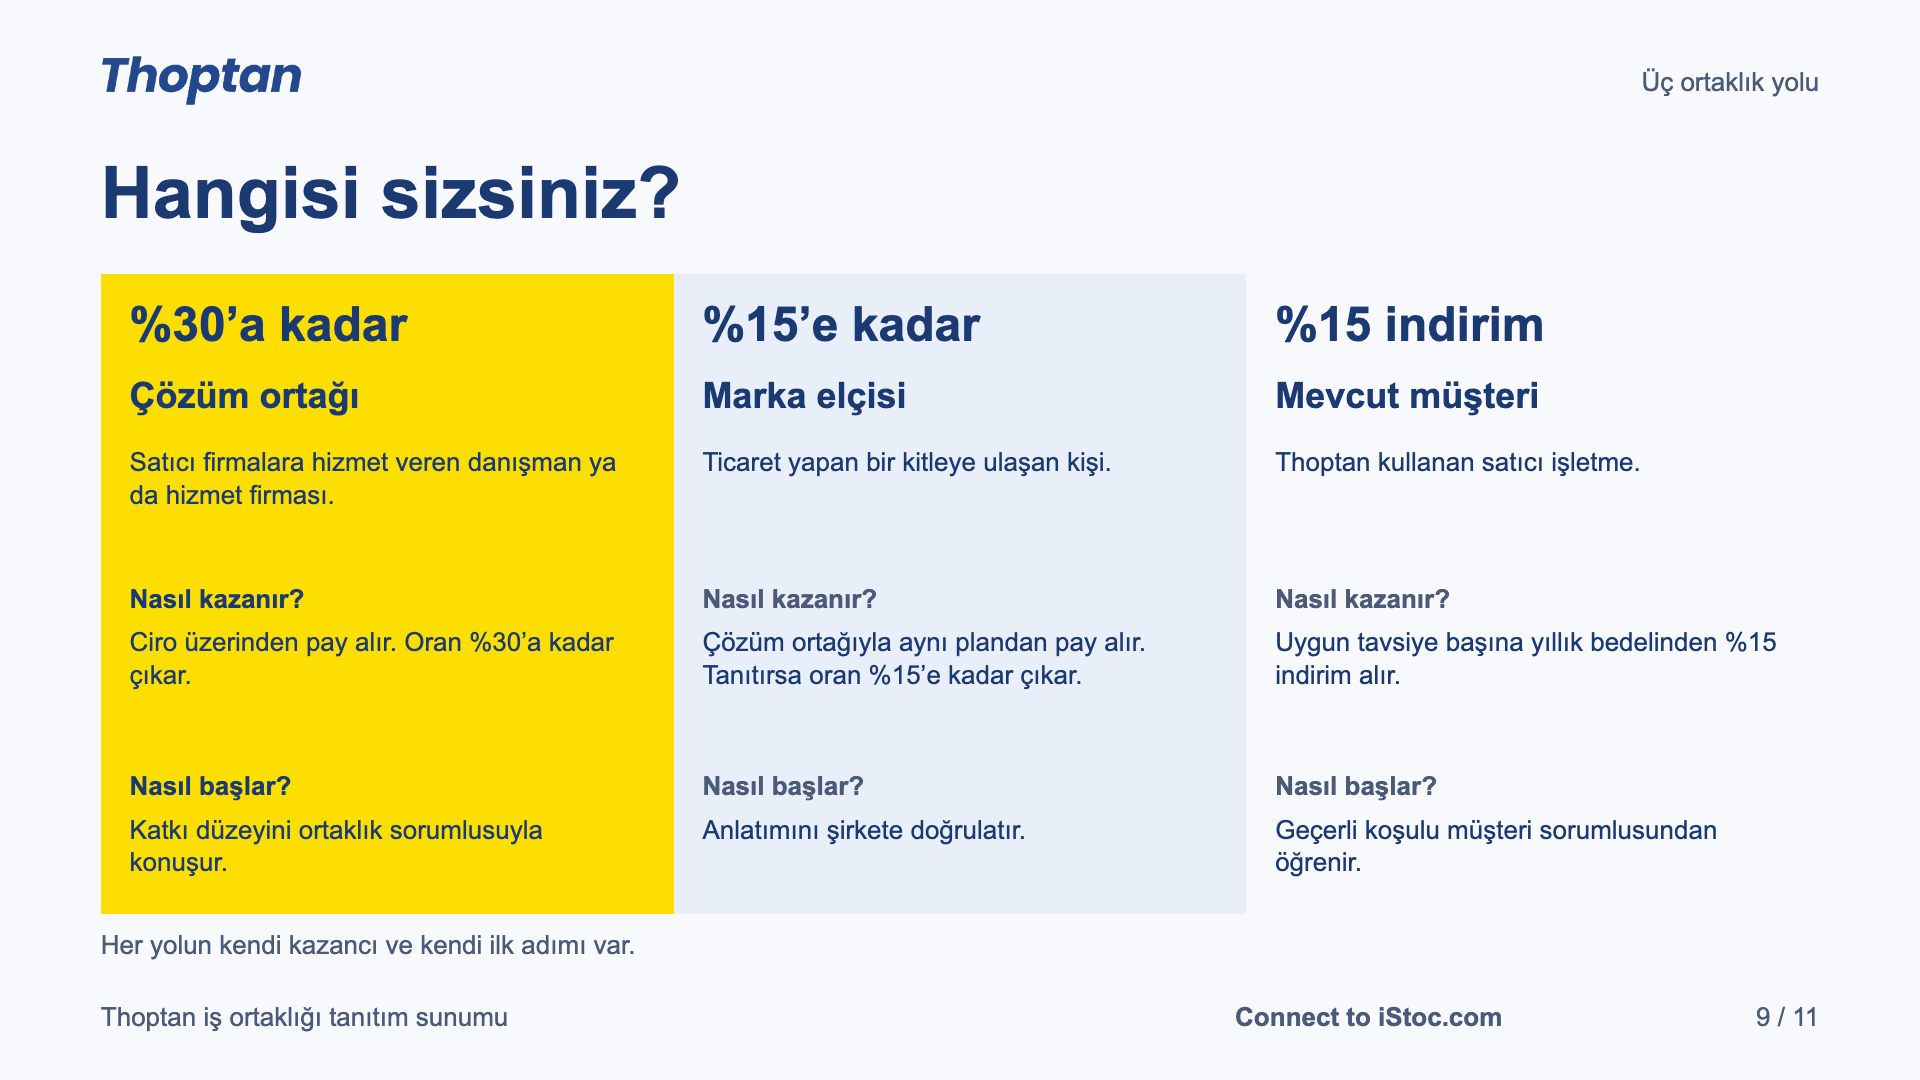 Thoptan
Üç ortaklık yolu
Hangisi sizsiniz?
%30’a kadar
Çözüm ortağı
Satıcı firmalara hizmet veren danışman ya
da hizmet firması.
Nasıl kazanır?
Ciro üzerinden pay alır. Oran %30’a kadar
çıkar.
Nasıl başlar?
Katkı düzeyini ortaklık sorumlusuyla
konuşur.
%15’e kadar
Marka elçisi
Ticaret yapan bir kitleye ulaşan kişi.
Nasıl kazanır?
Çözüm ortağıyla aynı plandan pay alır.
Tanıtırsa oran %15’e kadar çıkar.
Nasıl başlar?
Anlatımını şirkete doğrulatır.
%15 indirim
Mevcut müşteri
Thoptan kullanan satıcı işletme.
Nasıl kazanır?
Uygun tavsiye başına yıllık bedelinden %15
indirim alır.
Nasıl başlar?
Geçerli koşulu müşteri sorumlusundan
öğrenir.
Her yolun kendi kazancı ve kendi ilk adımı var.
Thoptan iş ortaklığı tanıtım sunumu
Connect to iStoc.com
9 / 11